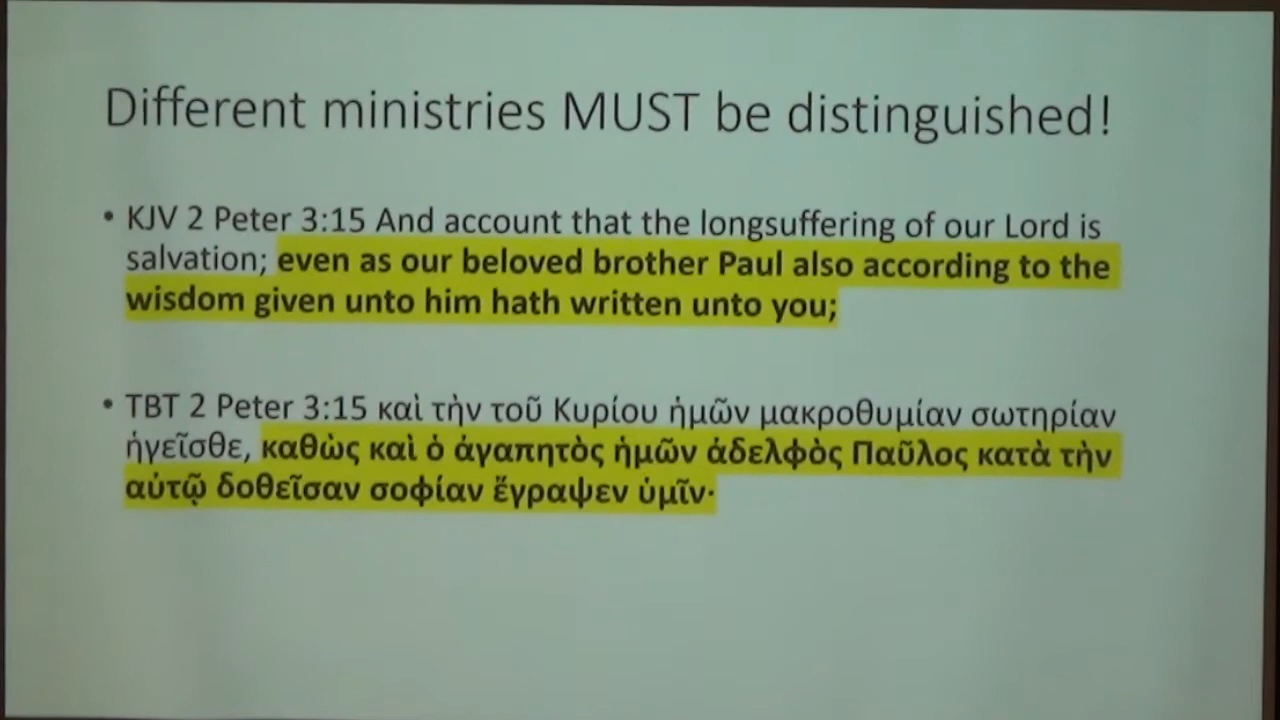 Different ministries MUST be distinguished!
• KJV 2 Peter 3:15 And account that the longsuffering of our Lord is
salvation; even as our beloved brother Paul also according to the
wisdom given unto him hath written unto you;
• TBT 2 Peter 3:15 καὶ τὴν τοῦ Κυρίου ἡμῶν μακροθυμίαν σωτηρίαν
ἡγεῖσθε, καθὼς καὶ ὁ ἀγαπητὸς ἡμῶν ἀδελφὸς Παῦλος κατὰ τὴν
αὐτῷ δοθεῖσαν σοφίαν ἔγραψεν ὑμῖν·